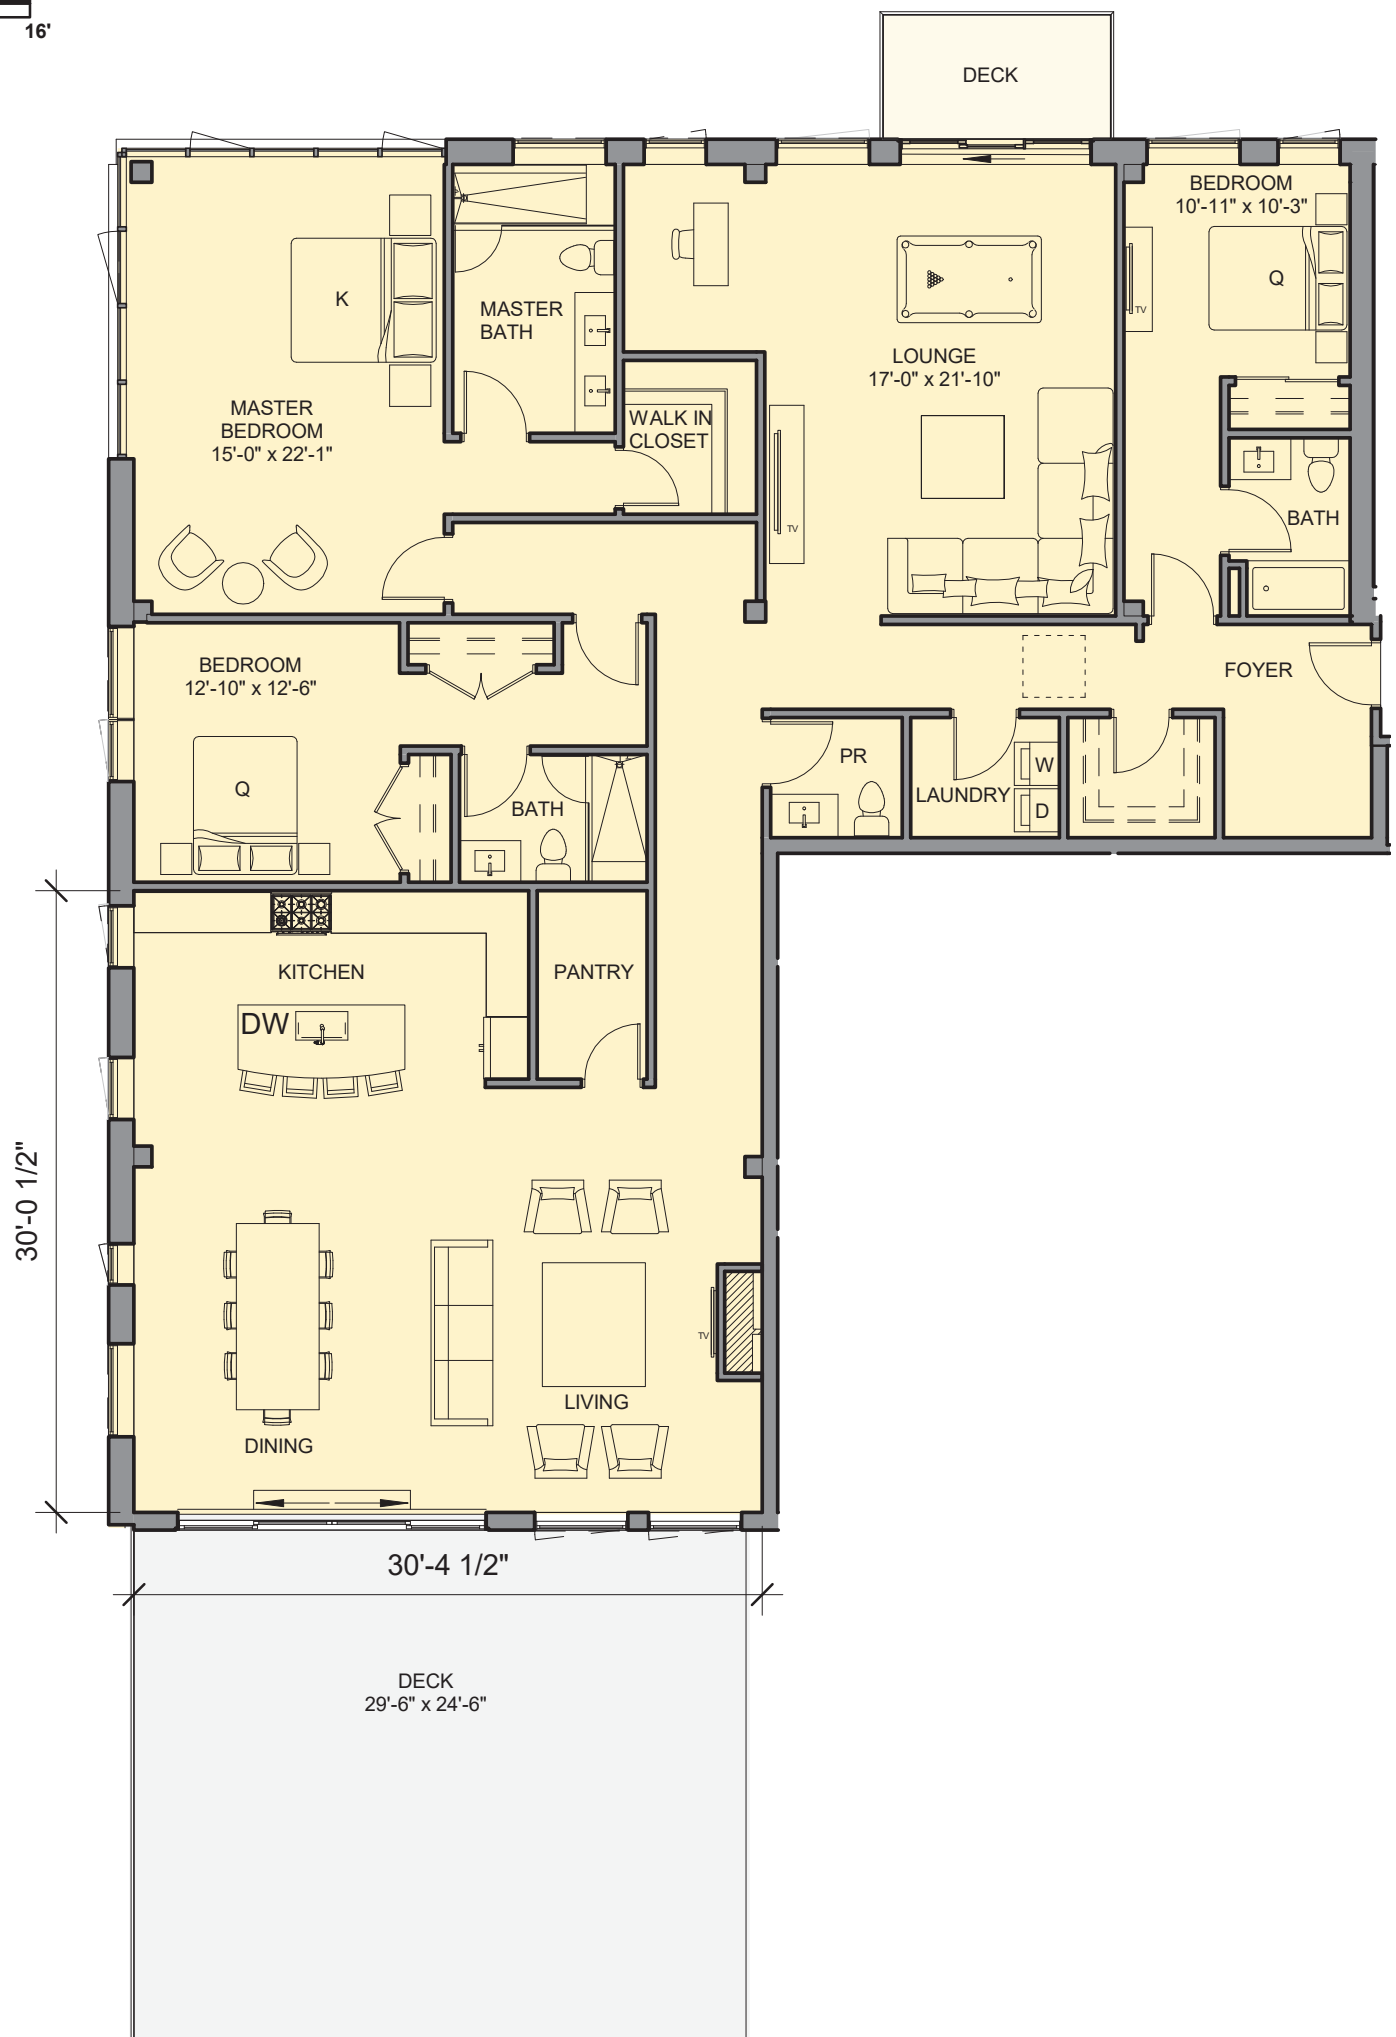 16'
DECK
BEDROOM
10'-11" x 10'-3"
K
Q
MASTER
BATH
TV
LOUNGE
17'-0" x 21'-10"
MASTER
BEDROOM
15'-0" x 22'-1"
WALK IN
CLOSET
TV
BATH
BEDROOM
12'-10" x 12'-6"
FOYER
Q
BATH
PR
LAUNDRY
W
D
KITCHEN
PANTRY
DW
30'-0 1/2"
TV
LIVING
DINING
30'-4 1/2"
DECK
29'-6" x 24'-6"